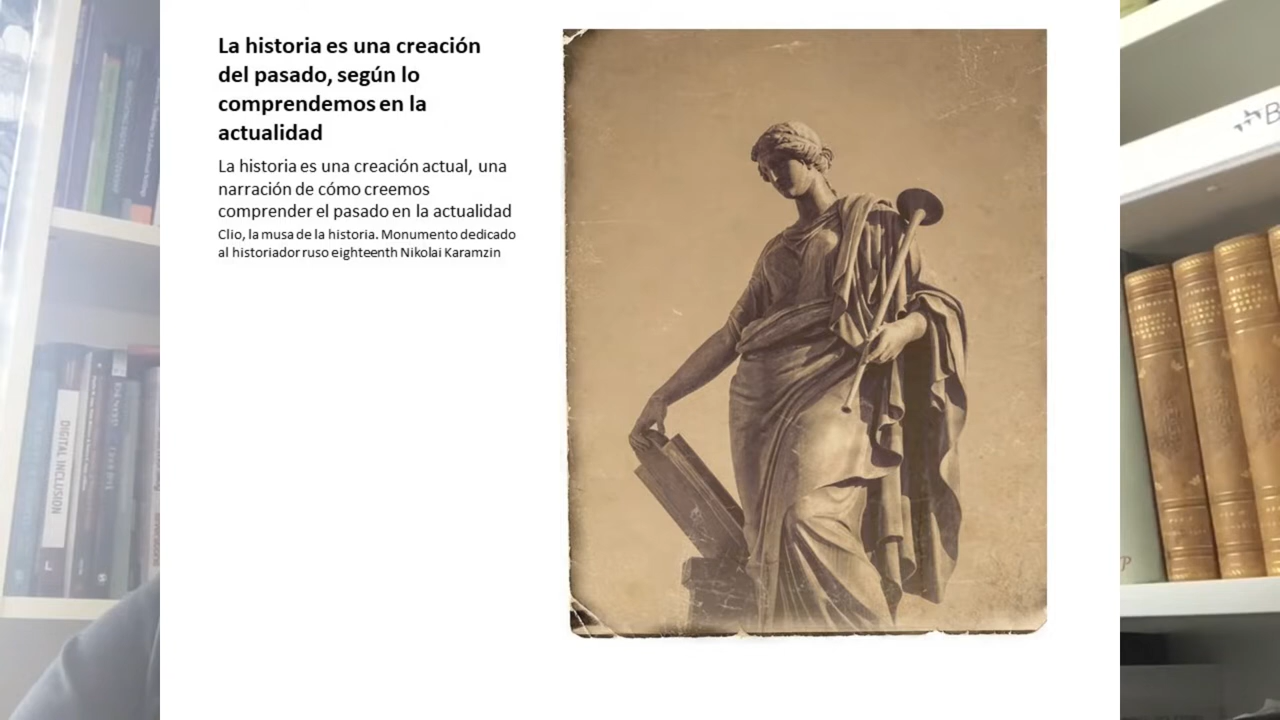 La historia es una creación
del pasado, según lo
comprendemos en la
actualidad
La historia es una creación actual, una
narración de cómo creemos
comprender el pasado en la actualidad
Clio, la musa de la historia. Monumento dedicado
al historiador ruso eighteenth Nikolai Karamzin
DIGITAL INCLUSION